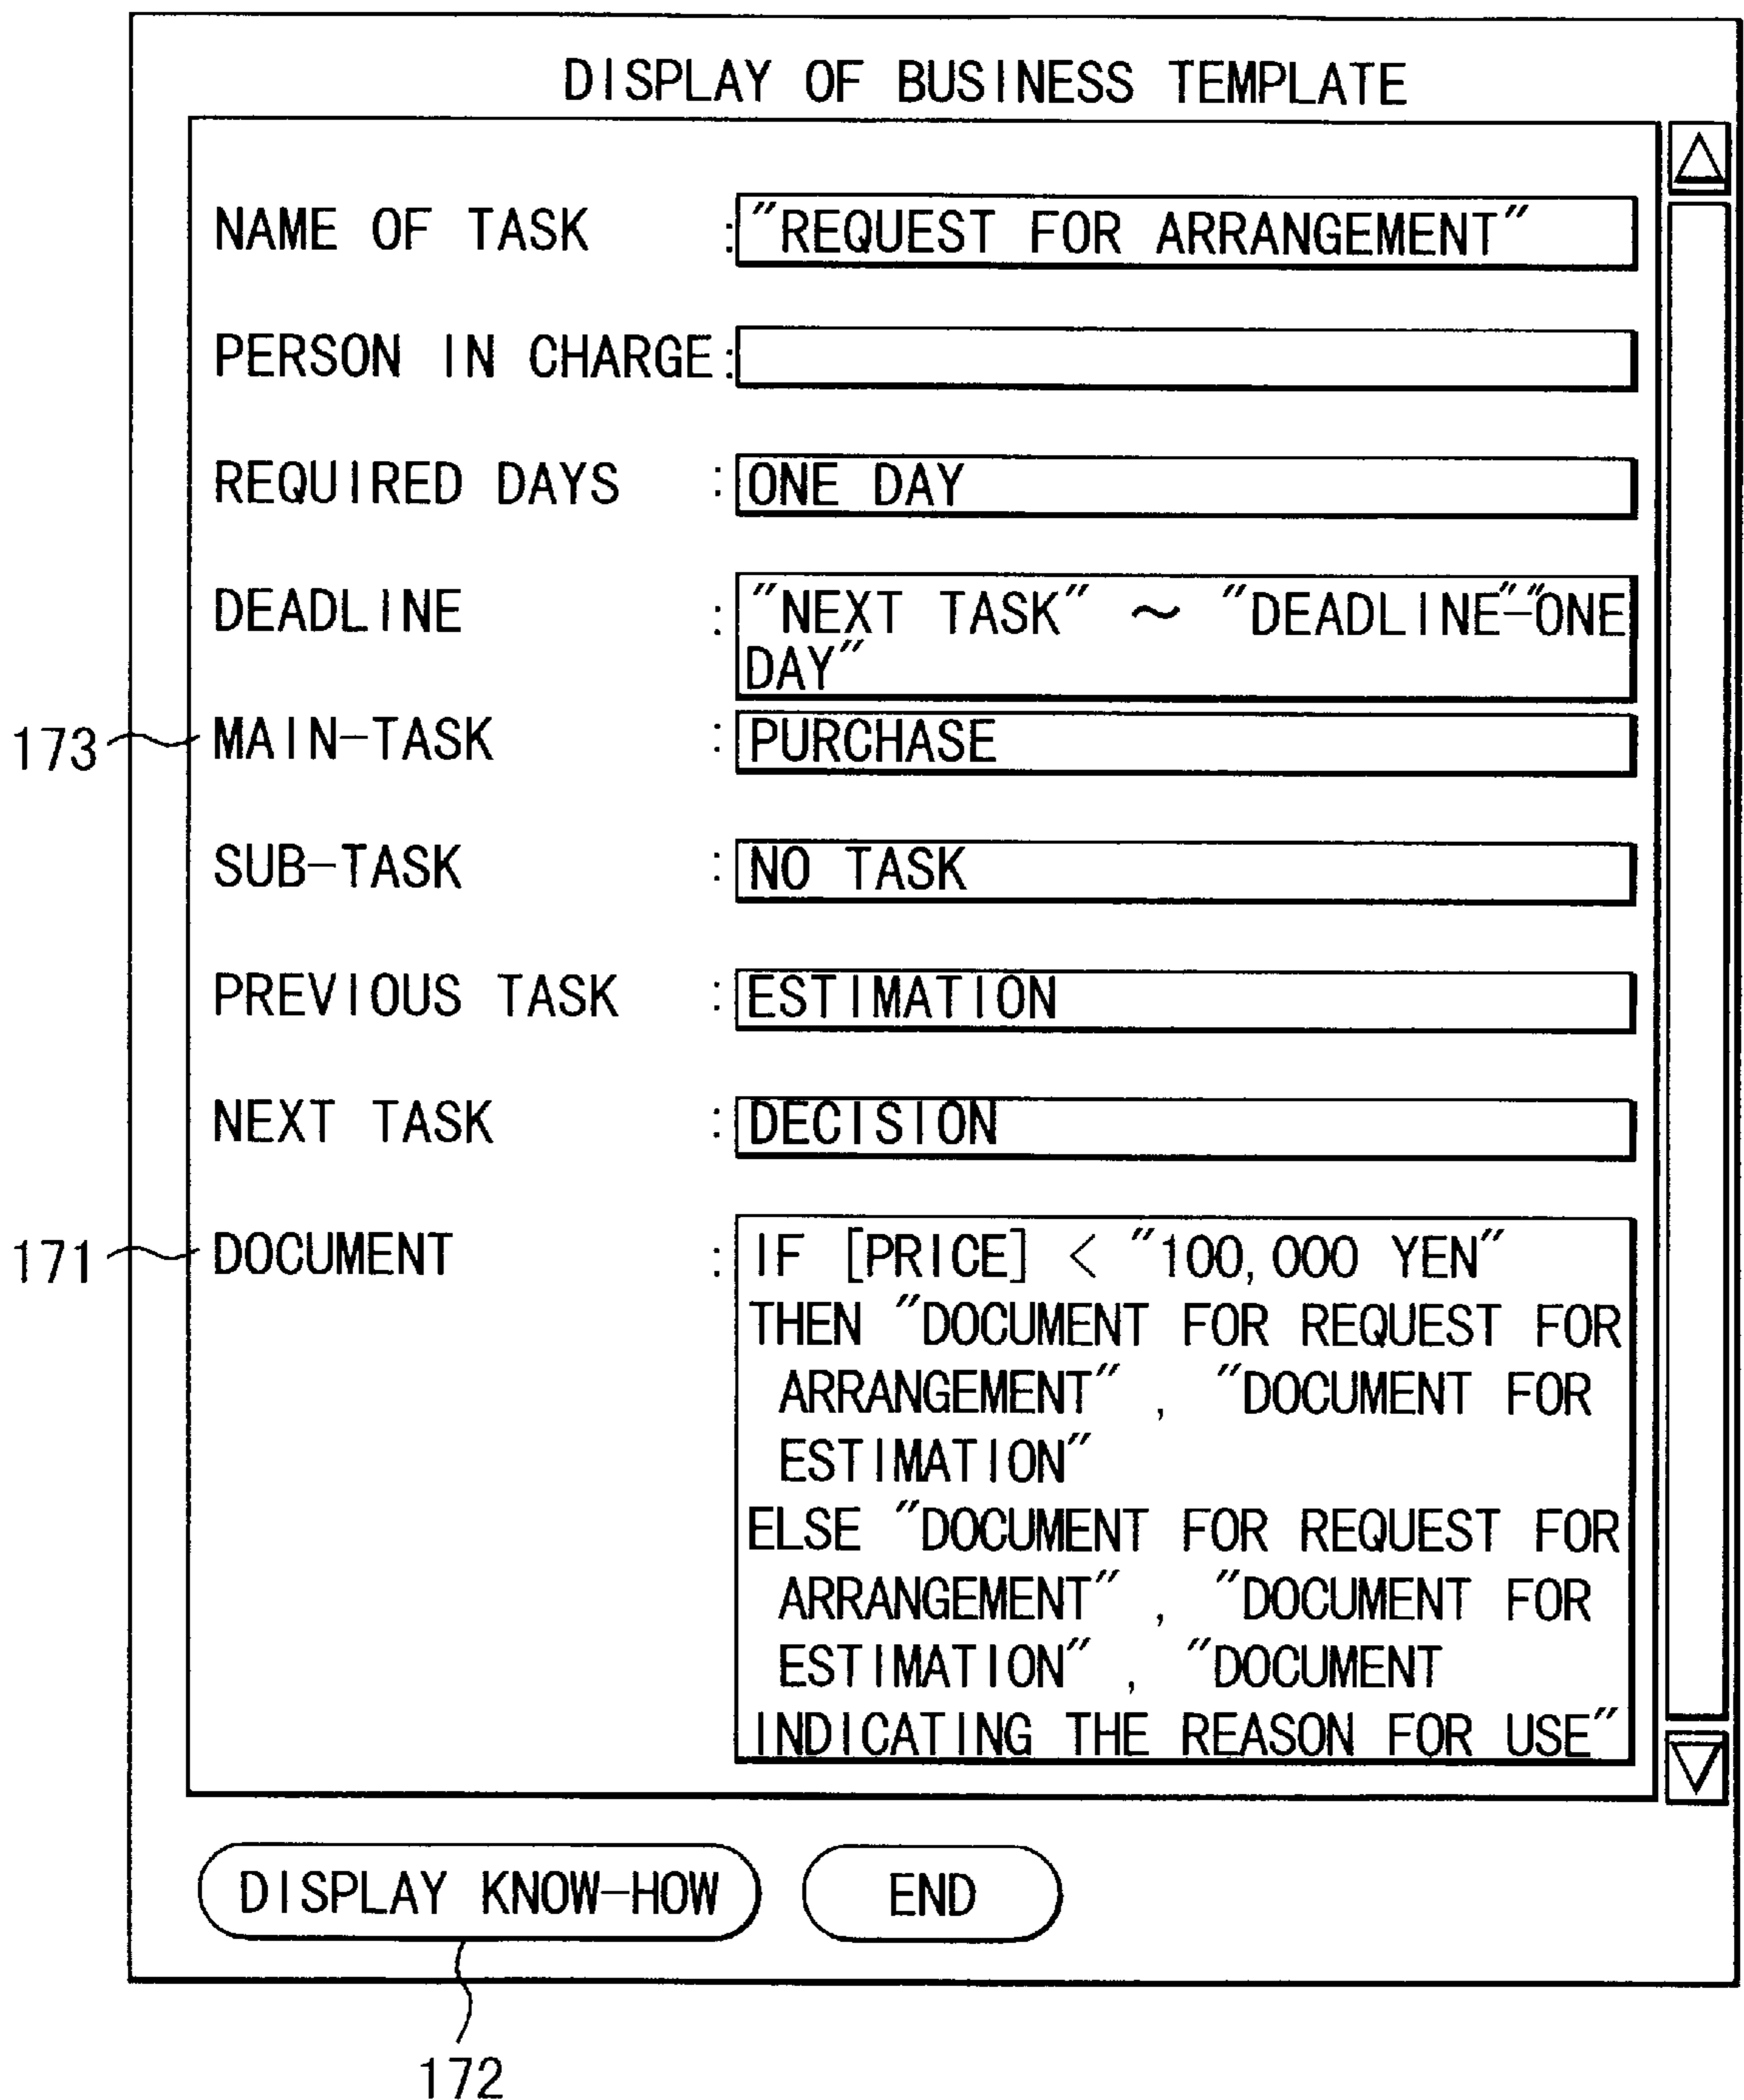 DISPLAY OF BUSINESS TEMPLATE
NAME OF TASK : "REQUEST FOR ARRANGEMENT"
PERSON IN CHARGE:
REQUIRED DAYS : ONE DAY
DEADLINE : "NEXT TASK" ~ "DEADLINE"-"ONE
DAY"
173 MAIN-TASK : PURCHASE
SUB-TASK : NO TASK
PREVIOUS TASK : ESTIMATION
NEXT TASK : DECISION
171 DOCUMENT : IF [PRICE] < "100,000 YEN"
THEN "DOCUMENT FOR REQUEST FOR
ARRANGEMENT", "DOCUMENT FOR
ESTIMATION"
ELSE "DOCUMENT FOR REQUEST FOR
ARRANGEMENT", "DOCUMENT FOR
ESTIMATION", "DOCUMENT
INDICATING THE REASON FOR USE"
DISPLAY KNOW-HOW END
172